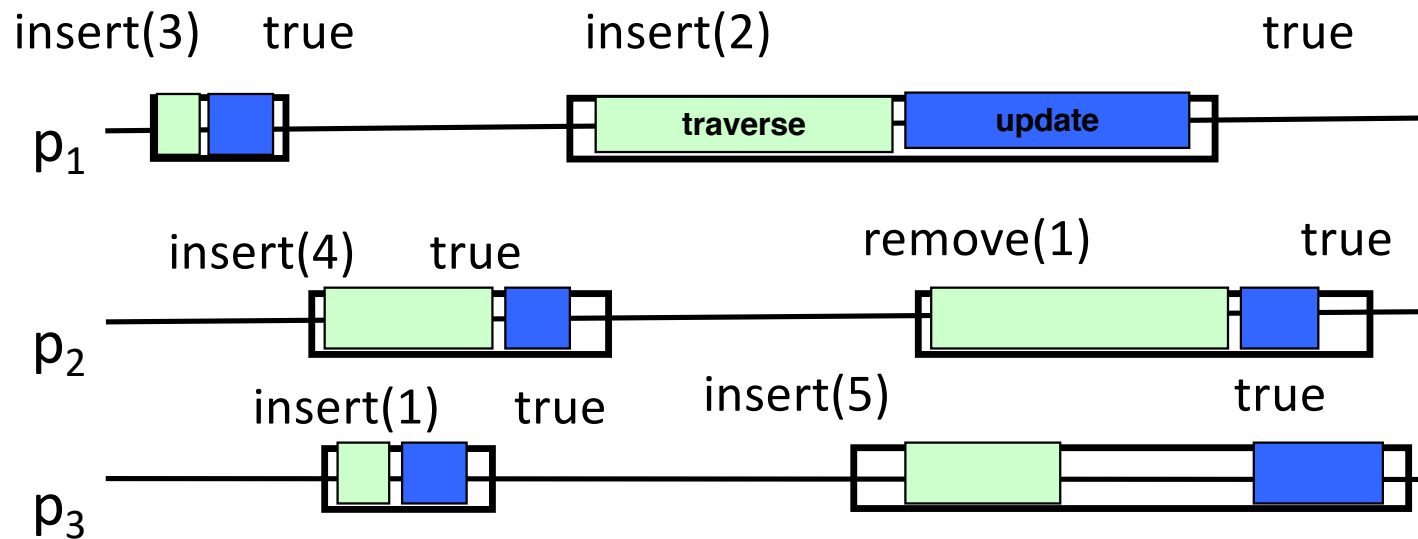 insert(3) true insert(2) true
p1 traverse update
insert(4) true remove(1) true
p2
insert(1) true insert(5) true
p3